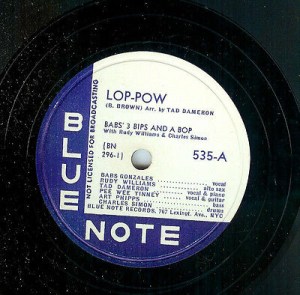 LOP-POW
(B. BROWN) Arr. by TAD DAMERON
BABS' 3 BIPS AND A BOP
With Rudy Williams & Charles Simon
(BN
296-1)
535-A
BABS GONZALES vocal
RUDY WILLIAMS alto sax
TAD DAMERON vocal & piano
PEE WEE TINNEY vocal & guitar
ART PHIPPS bass
CHARLES SIMON drums
BLUE NOTE RECORDS, 767 Lexingt. Ave., NYC
NOT LICENSED FOR BROADCASTING
BLUE
NOTE